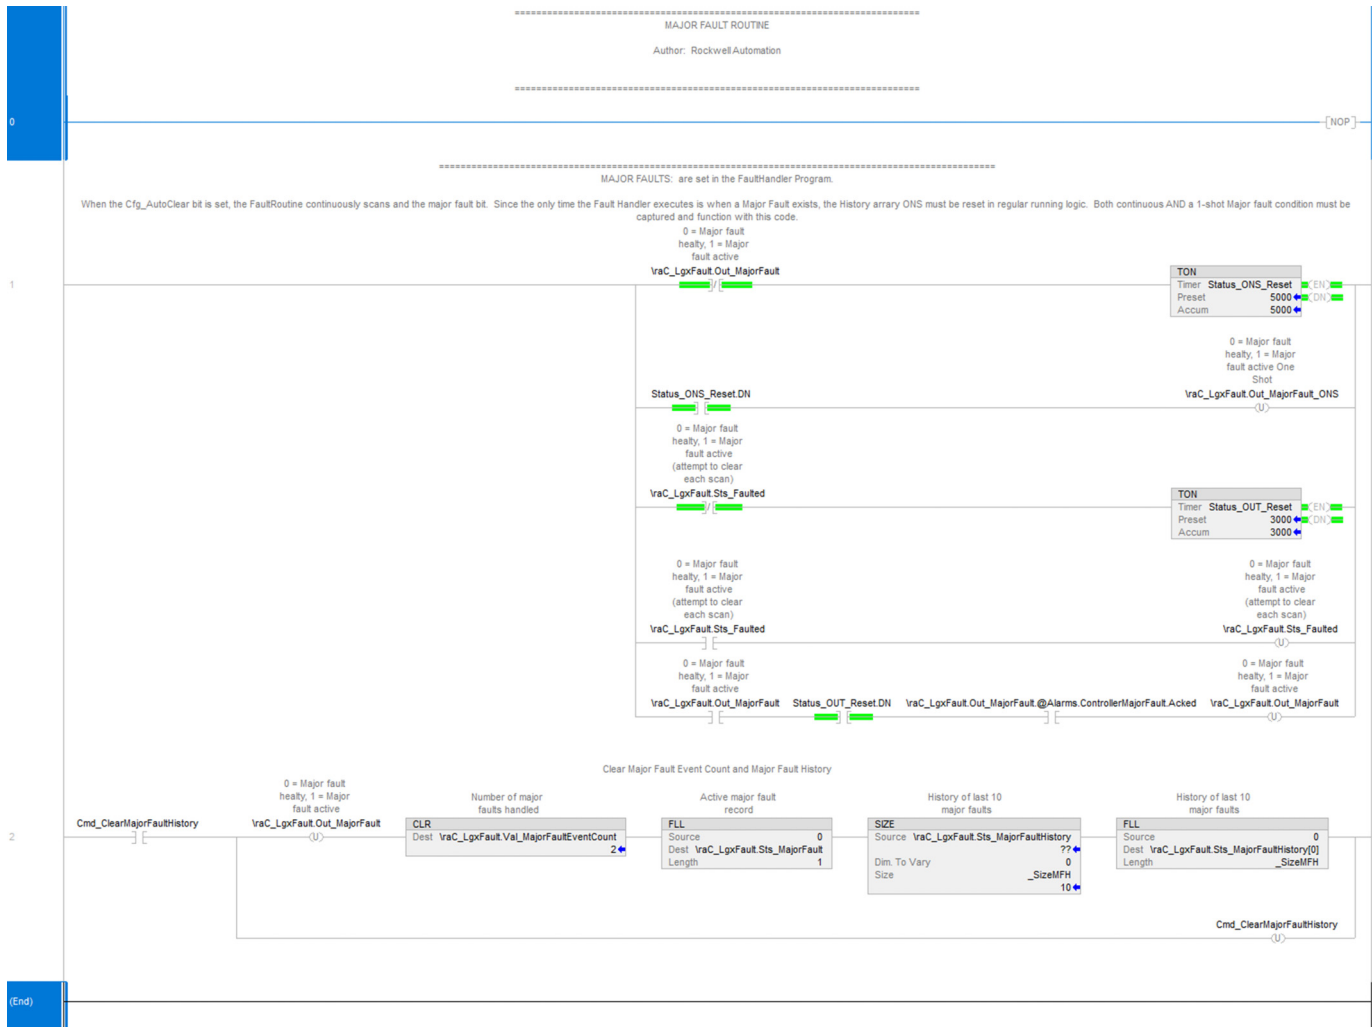 ==========================================================================
MAJOR FAULT ROUTINE
Author: Rockwell Automation
==========================================================================
0
[NOP]
======================================================================================================
MAJOR FAULTS: are set in the FaultHandler Program.
When the Cfg_AutoClear bit is set, the FaultRoutine continuously scans and the major fault bit. Since the only time the Fault Handler executes is when a Major Fault exists, the History arrary ONS must be reset in regular running logic. Both continuous AND a 1-shot Major fault condition must be
captured and function with this code.
0 = Major fault
healty, 1 = Major
fault active
\raC_LgxFault.Out_MajorFault
1
TON
Timer Status_ONS_Reset
Preset 5000
Accum 5000
(EN)
(DN)
0 = Major fault
healty, 1 = Major
fault active One
Shot
Status_ONS_Reset.DN
\raC_LgxFault.Out_MajorFault_ONS
(U)
0 = Major fault
healty, 1 = Major
fault active
(attempt to clear
each scan)
\raC_LgxFault.Sts_Faulted
TON
Timer Status_OUT_Reset
Preset 3000
Accum 3000
(EN)
(DN)
0 = Major fault
healty, 1 = Major
fault active
(attempt to clear
each scan)
\raC_LgxFault.Sts_Faulted
0 = Major fault
healty, 1 = Major
fault active
(attempt to clear
each scan)
\raC_LgxFault.Sts_Faulted
(U)
0 = Major fault
healty, 1 = Major
fault active
\raC_LgxFault.Out_MajorFault
Status_OUT_Reset.DN
\raC_LgxFault.Out_MajorFault.@Alarms.ControllerMajorFault.Acked
0 = Major fault
healty, 1 = Major
fault active
\raC_LgxFault.Out_MajorFault
(U)
Clear Major Fault Event Count and Major Fault History
2
Cmd_ClearMajorFaultHistory
0 = Major fault
healty, 1 = Major
fault active
\raC_LgxFault.Out_MajorFault
(U)
Number of major
faults handled
CLR
Dest \raC_LgxFault.Val_MajorFaultEventCount
2
Active major fault
record
FLL
Source 0
Dest \raC_LgxFault.Sts_MajorFault
Length 1
History of last 10
major faults
SIZE
Source \raC_LgxFault.Sts_MajorFaultHistory
??
Dim. To Vary 0
Size _SizeMFH
10
History of last 10
major faults
FLL
Source 0
Dest \raC_LgxFault.Sts_MajorFaultHistory[0]
Length _SizeMFH
Cmd_ClearMajorFaultHistory
(U)
(End)